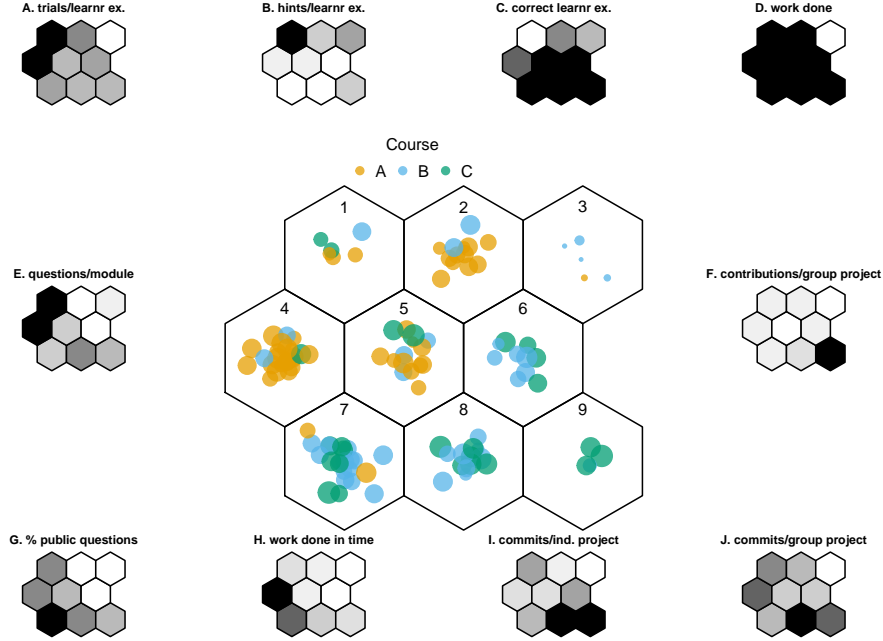 A. trials/learnr ex.
B. hints/learnr ex.
C. correct learnr ex.
D. work done
Course
A B C
1 2 3
E. questions/module
F. contributions/group project
4 5 6
7 8 9
G. % public questions
H. work done in time
I. commits/ind. project
J. commits/group project